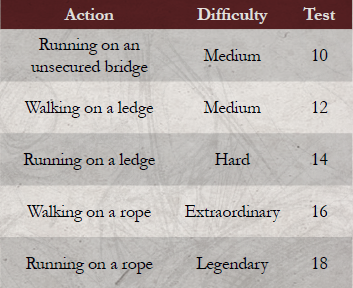 Action Difficulty Test
Running on an
unsecured bridge Medium 10
Walking on a ledge Medium 12
Running on a ledge Hard 14
Walking on a rope Extraordinary 16
Running on a rope Legendary 18